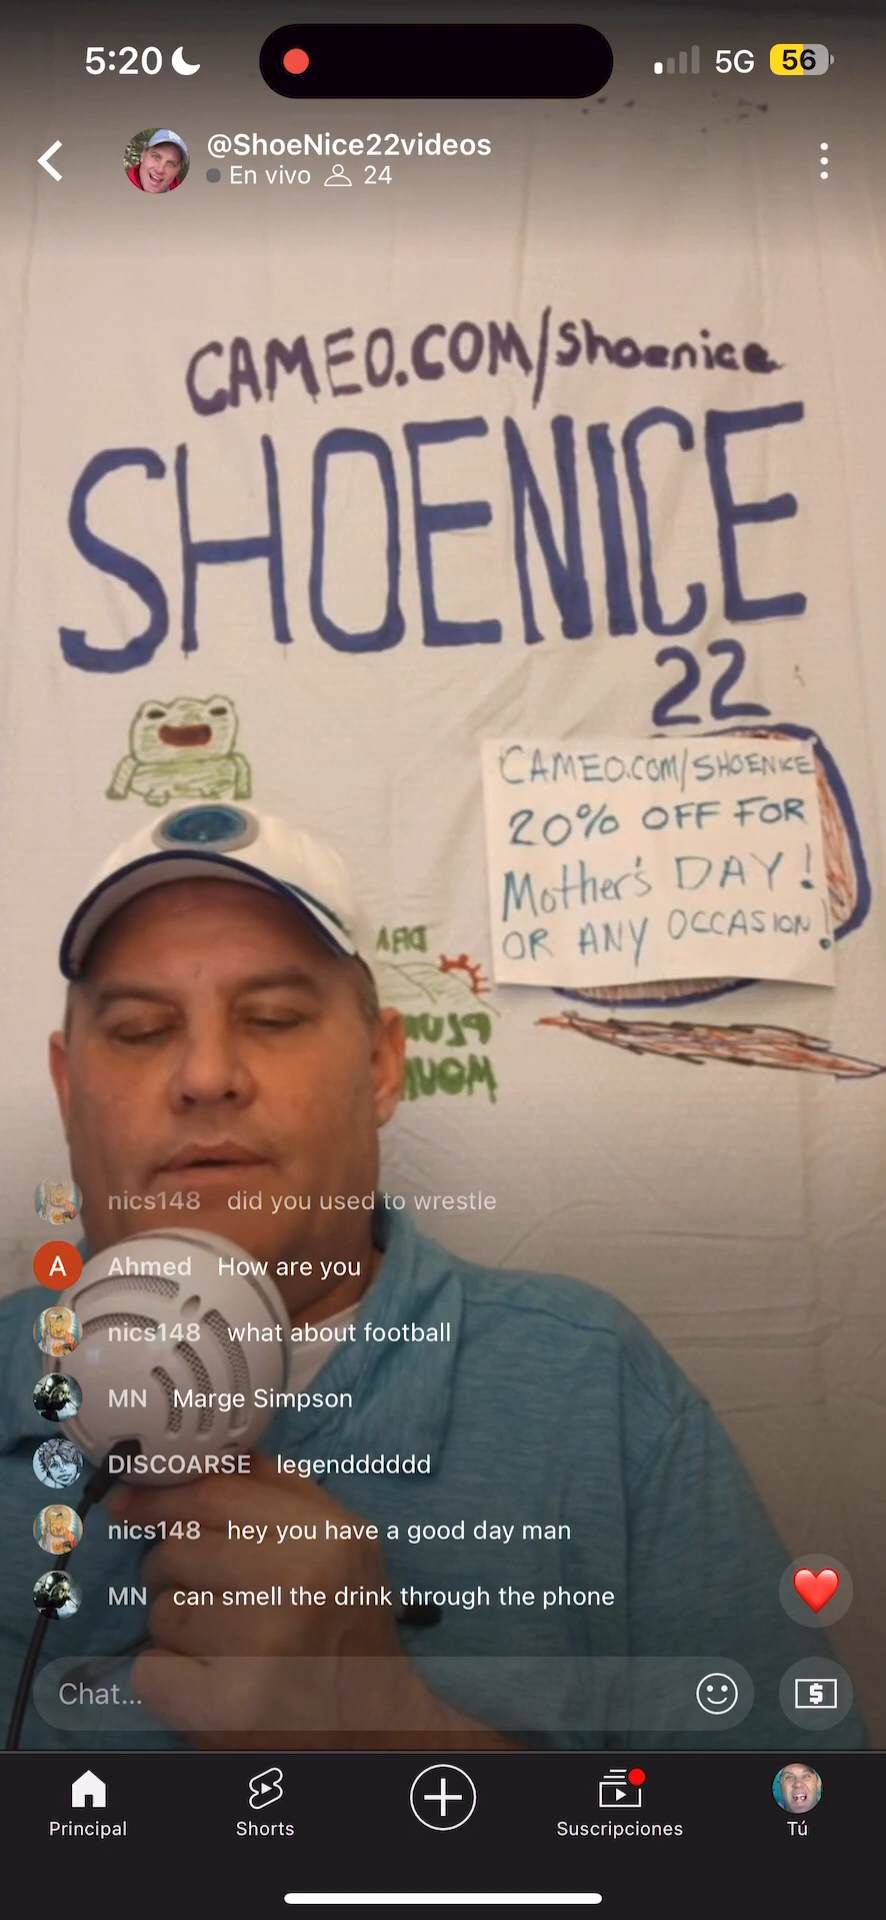 5:20
5G
56
@ShoeNice22videos
En vivo
24
CAMEO.COM/shoenice
SHOENICE
22
CAMEO.COM/SHOENICE
20% OFF FOR
Mother's DAY!
OR ANY OCCASION!
nics148 did you used to wrestle
A
Ahmed How are you
nics148 what about football
MN Marge Simpson
DISCOARSE legendddddd
nics148 hey you have a good day man
MN can smell the drink through the phone
Chat...
$
Principal
Shorts
Suscripciones
Tú